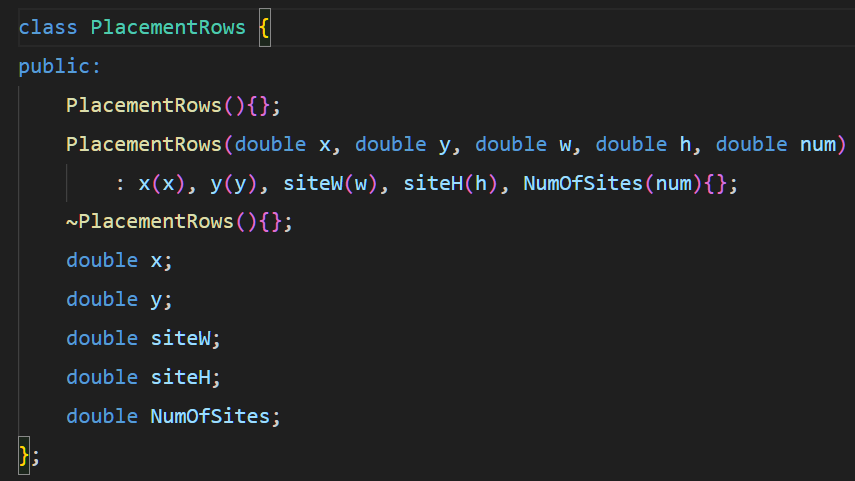 class PlacementRows {
public:
    PlacementRows(){};
    PlacementRows(double x, double y, double w, double h, double num)
        : x(x), y(y), siteW(w), siteH(h), NumOfSites(num){};
    ~PlacementRows(){};
    double x;
    double y;
    double siteW;
    double siteH;
    double NumOfSites;
};